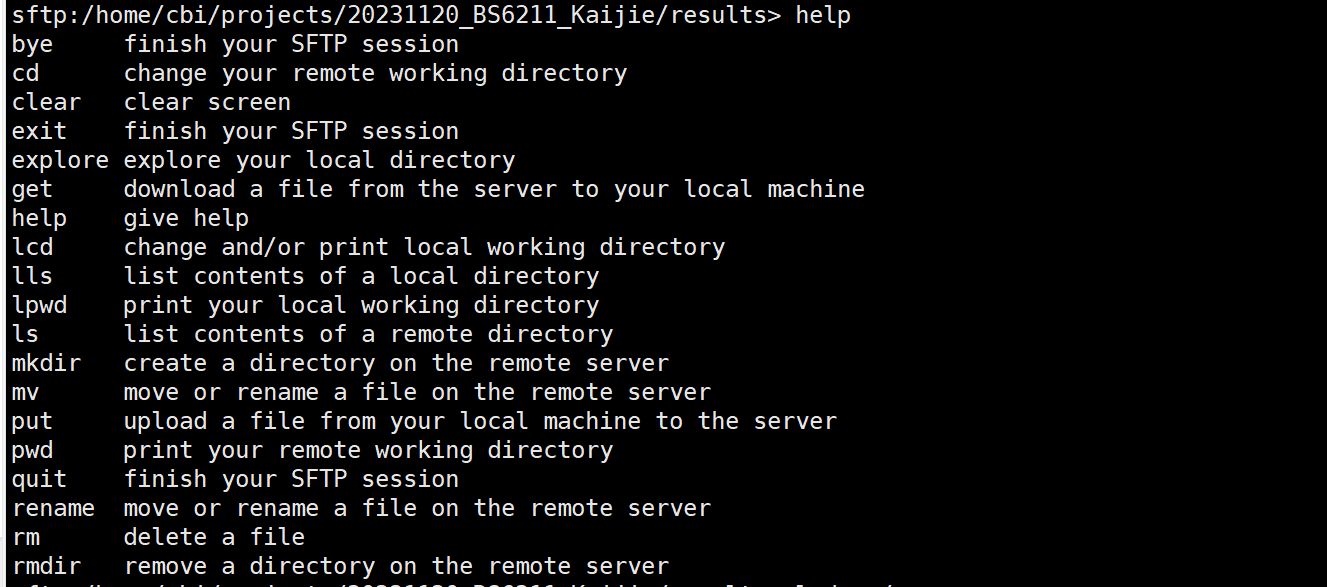 sftp:/home/cbi/projects/20231120_BS6211_Kaijie/results> help
bye     finish your SFTP session
cd      change your remote working directory
clear   clear screen
exit    finish your SFTP session
explore explore your local directory
get     download a file from the server to your local machine
help    give help
lcd     change and/or print local working directory
lls     list contents of a local directory
lpwd    print your local working directory
ls      list contents of a remote directory
mkdir   create a directory on the remote server
mv      move or rename a file on the remote server
put     upload a file from your local machine to the server
pwd     print your remote working directory
quit    finish your SFTP session
rename  move or rename a file on the remote server
rm      delete a file
rmdir   remove a directory on the remote server